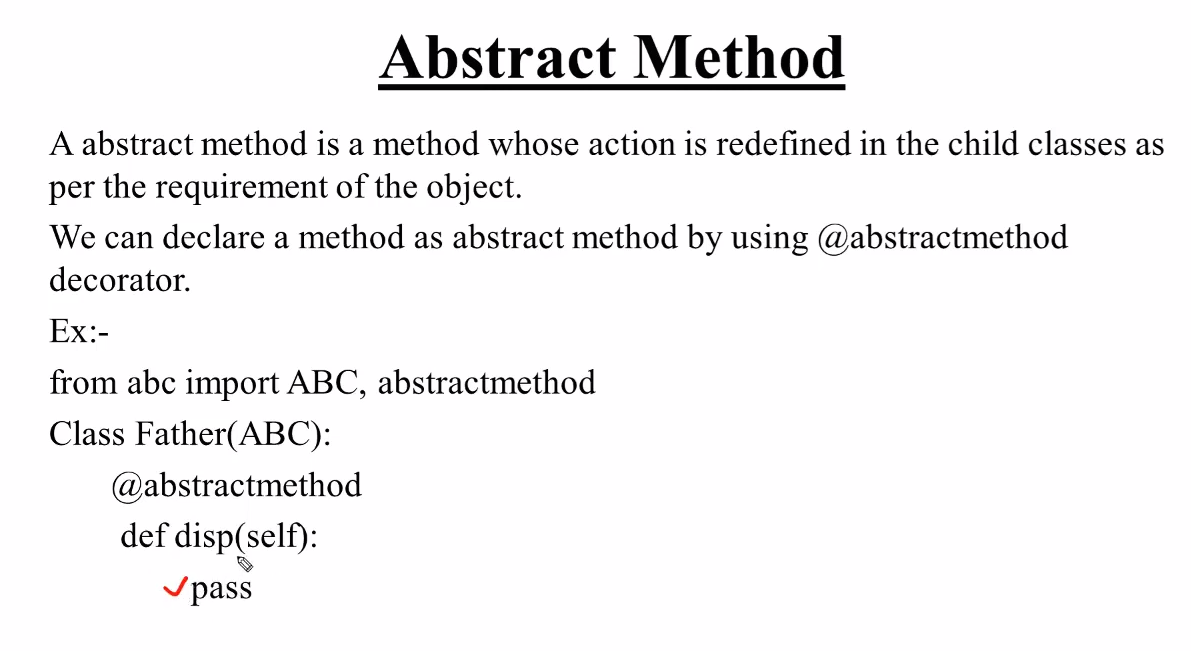 Abstract Method
A abstract method is a method whose action is redefined in the child classes as
per the requirement of the object.
We can declare a method as abstract method by using @abstractmethod
decorator.
Ex:-
from abc import ABC, abstractmethod
Class Father(ABC):
@abstractmethod
def disp(self):
pass